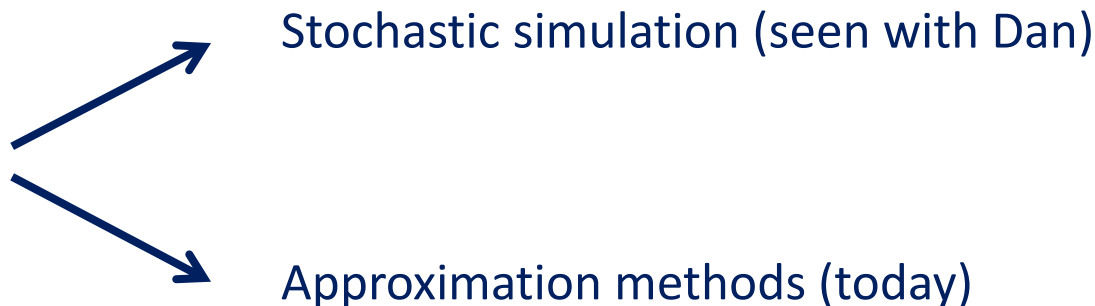 Stochastic simulation (seen with Dan)
Approximation methods (today)